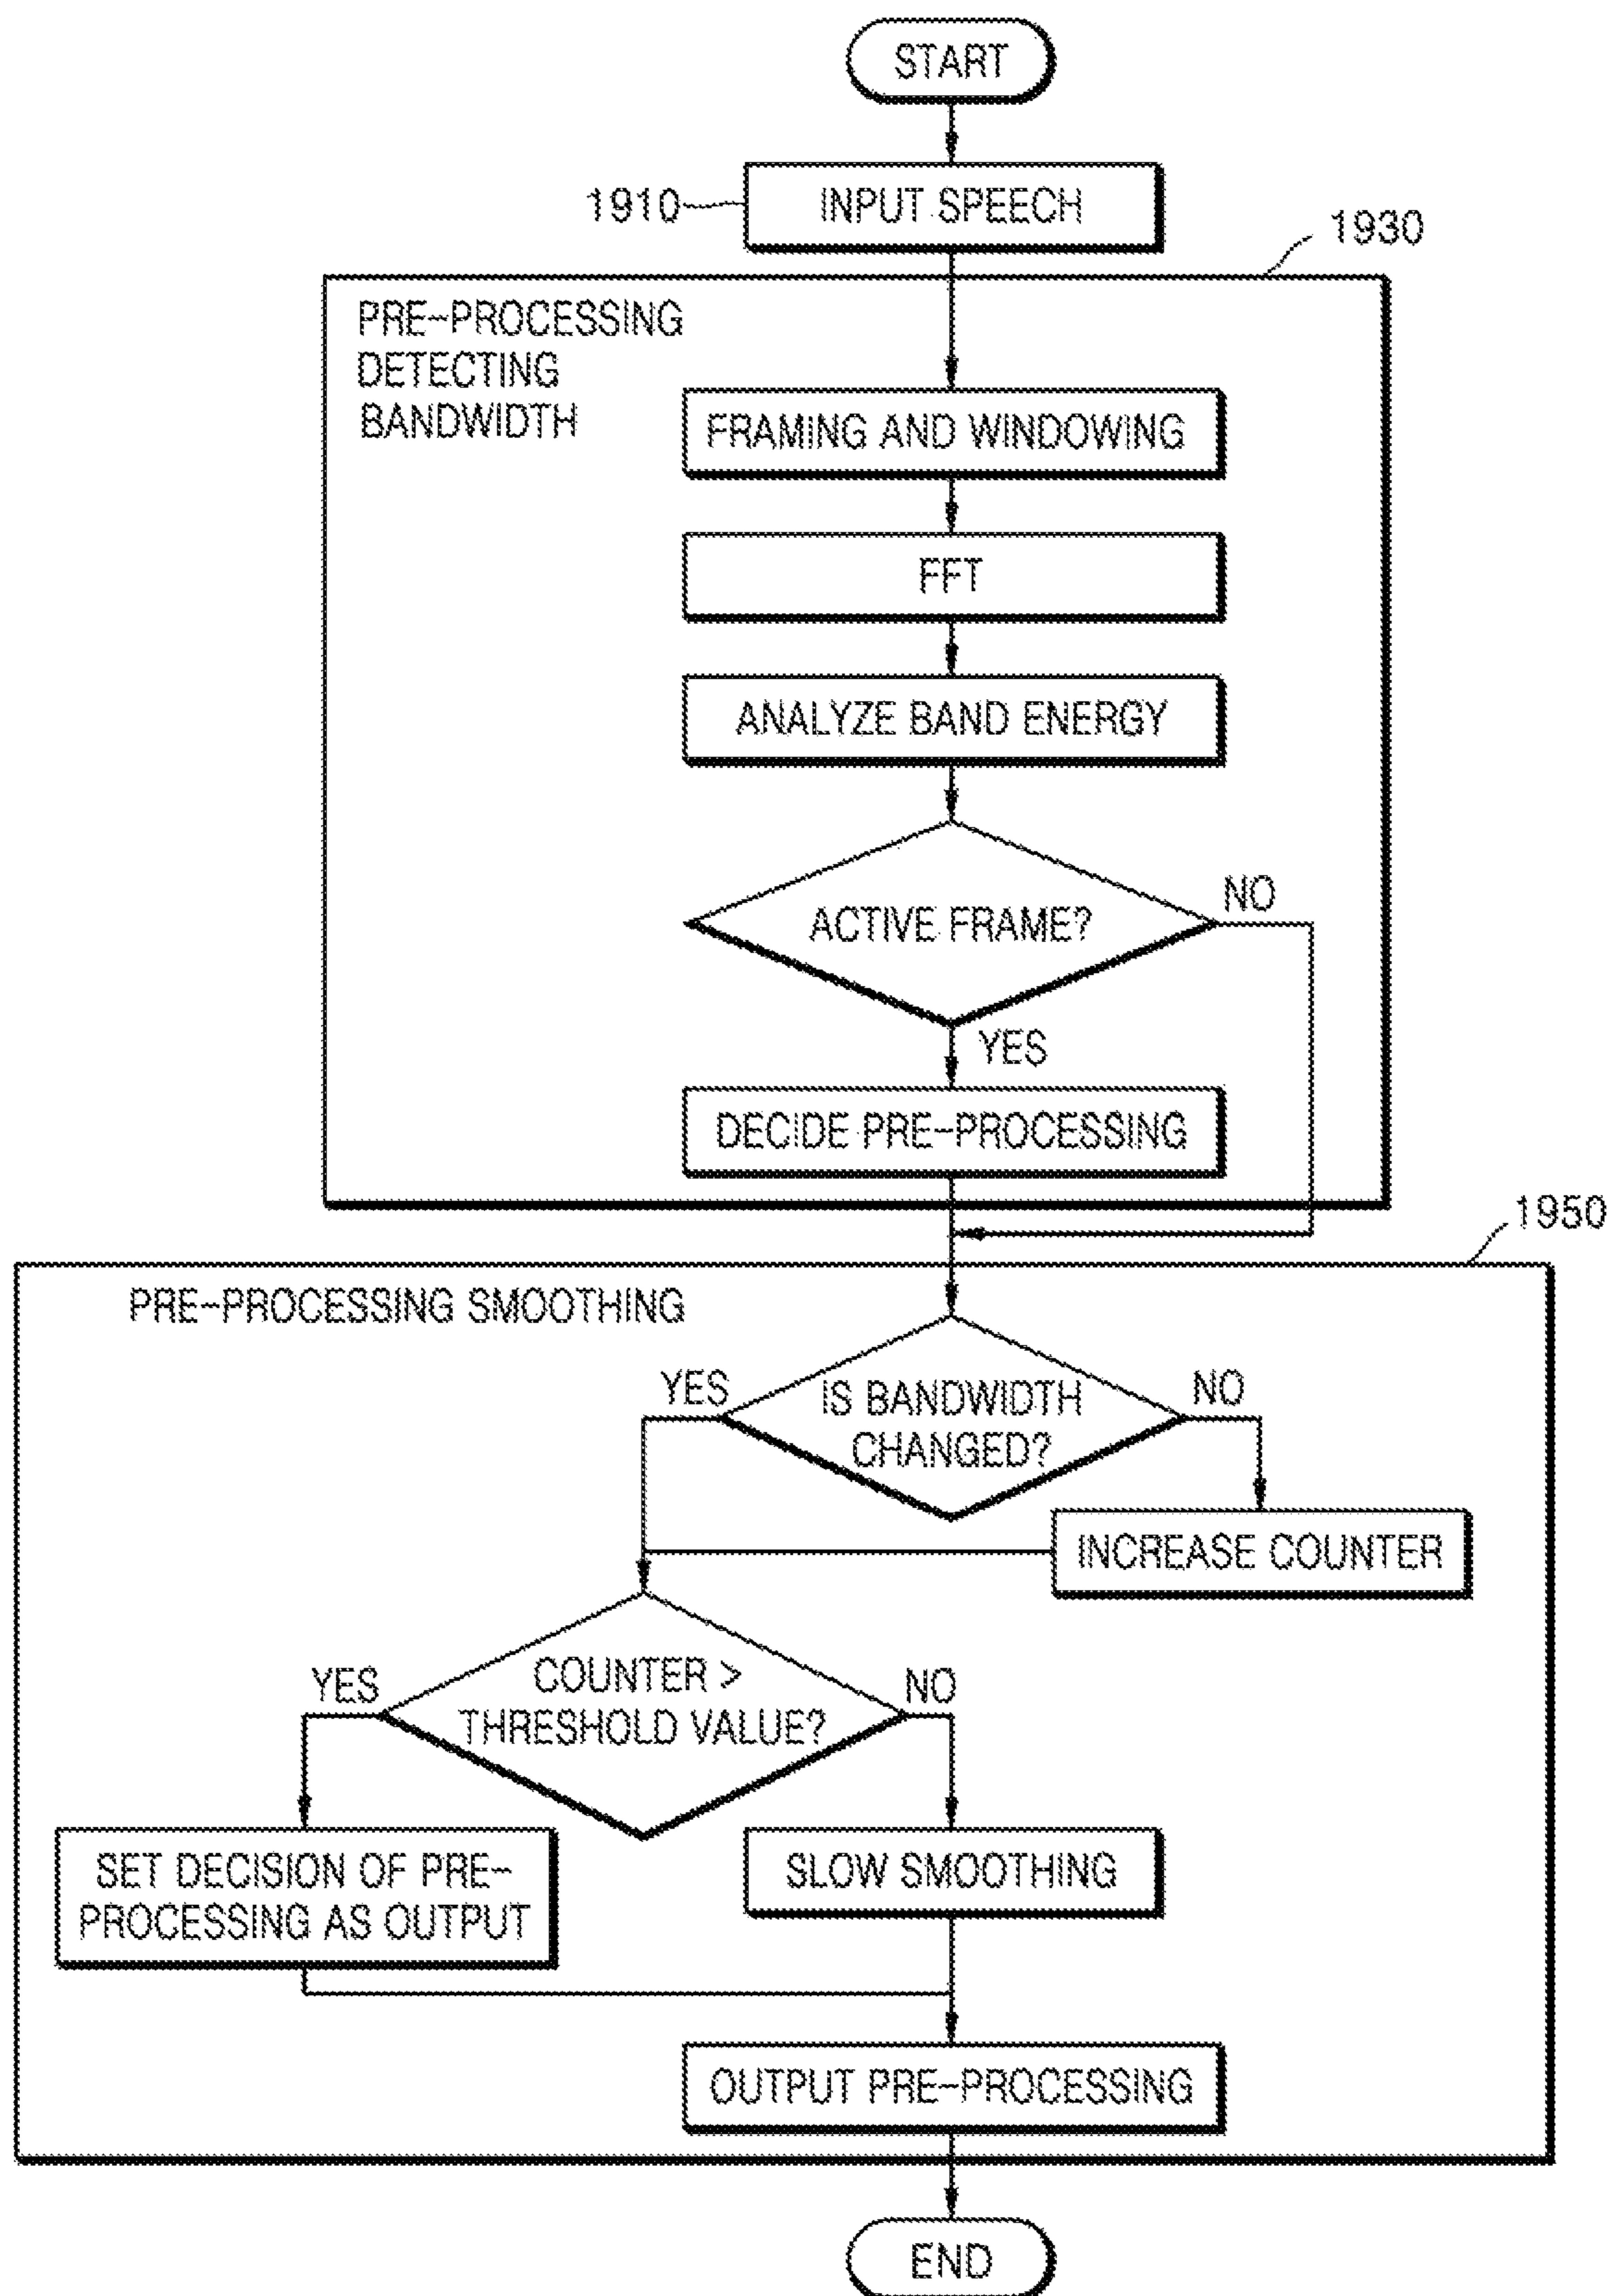 START
1910
INPUT SPEECH
1930
PRE-PROCESSING
DETECTING
BANDWIDTH
FRAMING AND WINDOWING
FFT
ANALYZE BAND ENERGY
ACTIVE FRAME?
NO
YES
DECIDE PRE-PROCESSING
1950
PRE-PROCESSING SMOOTHING
YES
IS BANDWIDTH
CHANGED?
NO
INCREASE COUNTER
YES
COUNTER >
THRESHOLD VALUE?
NO
SET DECISION OF PRE-
PROCESSING AS OUTPUT
SLOW SMOOTHING
OUTPUT PRE-PROCESSING
END